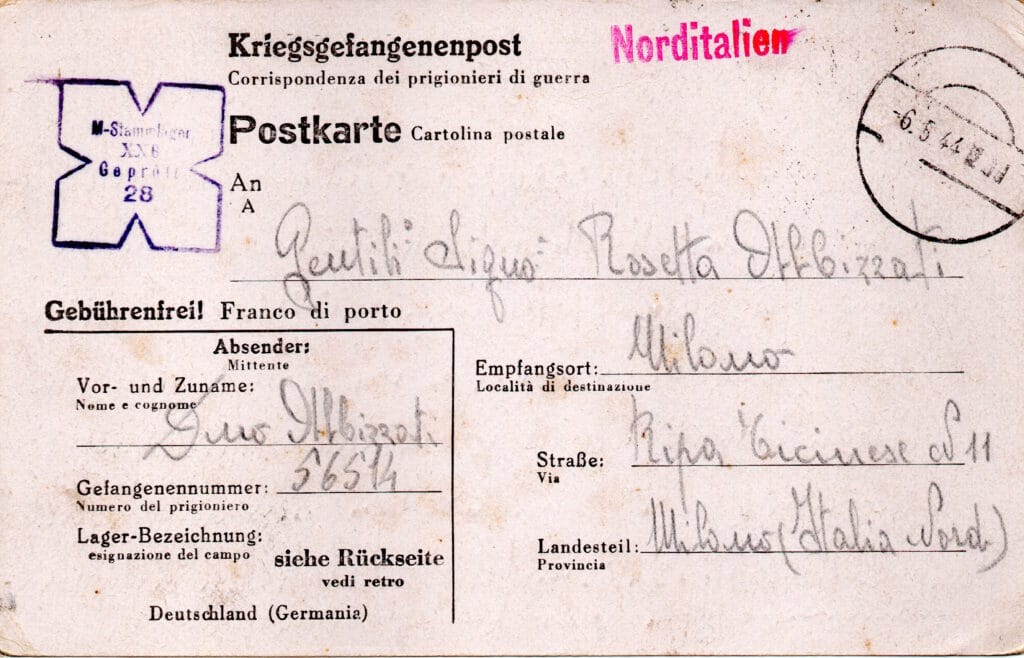 Kriegsgefangenenpost
Norditalien
Corrispondenza dei prigionieri di guerra
M-Stammlager
XXB
Geprüft
28
Postkarte Cartolina postale
-6.5.44
An
A
Gentili Sigre Rosetta Albizzati
Gebührenfrei! Franco di porto
Absender:
Mittente
Vor- und Zuname:
Nome e cognome
Dino Albizzati
Gefangenennummer: 56514
Numero del prigioniero
Lager-Bezeichnung:
esignazione del campo
siehe Rückseite
vedi retro
Deutschland (Germania)
Empfangsort: Milano
Località di destinazione
Straße: Ripa Ticinese N 11
Via
Landesteil: Milano (Italia Nord)
Provincia